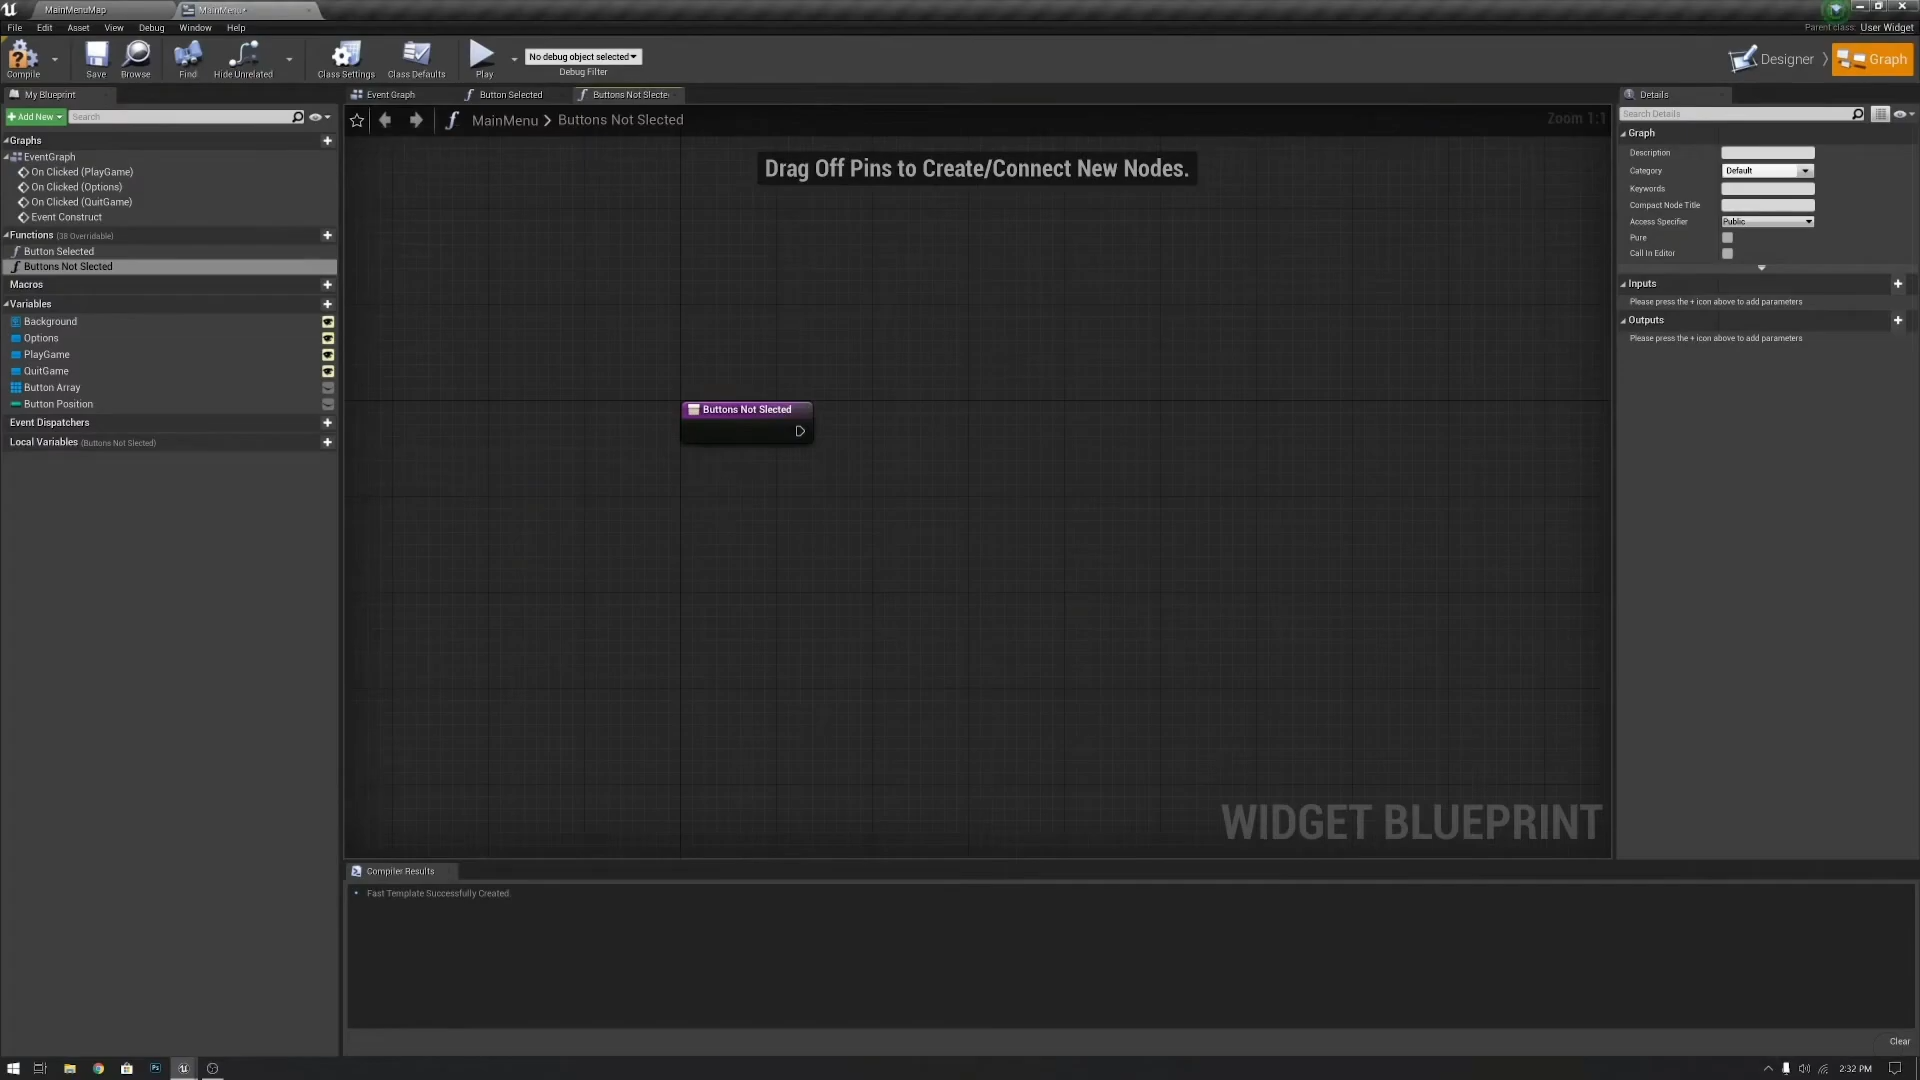 MainMenuMap
MainMenu*
File Edit Asset View Debug Window Help
Parent class: User Widget
Compile Save Browse Find Hide Unrelated Class Settings Class Defaults Play
No debug object selected
Debug Filter
Designer Graph
My Blueprint
Event Graph Button Selected Buttons Not Slecte
Details
Add New Search
MainMenu > Buttons Not Slected
Zoom 1:1
Search Details
Graphs
EventGraph
On Clicked (PlayGame)
On Clicked (Options)
On Clicked (QuitGame)
Event Construct
Functions (38 Overridable)
Button Selected
Buttons Not Slected
Macros
Variables
Background
Options
PlayGame
QuitGame
Button Array
Button Position
Event Dispatchers
Local Variables (Buttons Not Slected)
Drag Off Pins to Create/Connect New Nodes.
Buttons Not Slected
WIDGET BLUEPRINT
Graph
Description
Category Default
Keywords
Compact Node Title
Access Specifier Public
Pure
Call In Editor
Inputs
Please press the + icon above to add parameters
Outputs
Please press the + icon above to add parameters
Compiler Results
Fast Template Successfully Created
Clear
2:32 PM